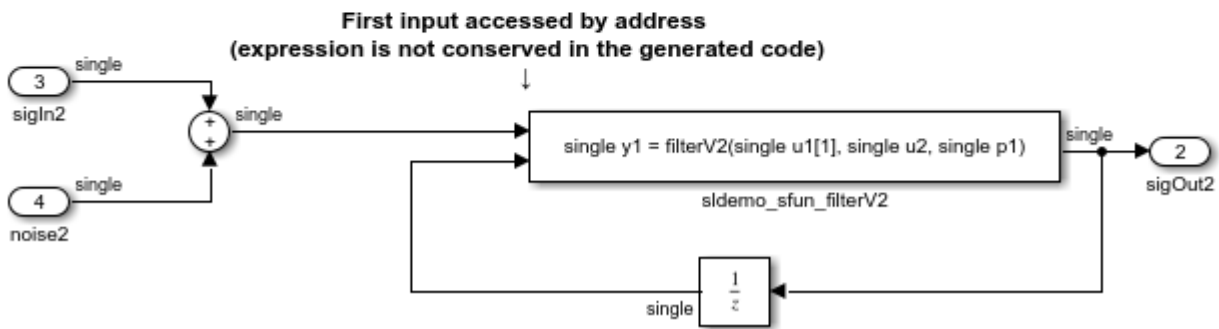 First input accessed by address
(expression is not conserved in the generated code)
↓
3
single
sigIn2
+
+
single
4
single
noise2
single y1 = filterV2(single u1[1], single u2, single p1)
sldemo_sfun_filterV2
single
2
sigOut2
1
z
single